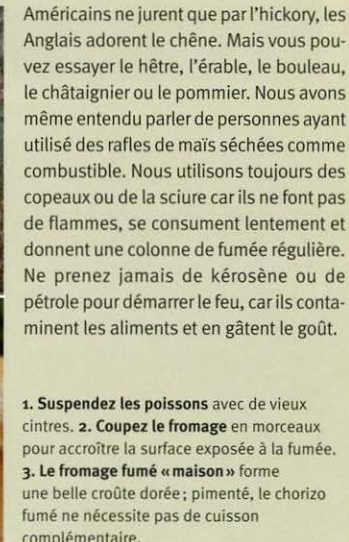 Américains ne jurent que par l'hickory, les
Anglais adorent le chêne. Mais vous pou-
vez essayer le hêtre, l'érable, le bouleau,
le châtaignier ou le pommier. Nous avons
même entendu parler de personnes ayant
utilisé des rafles de maïs séchées comme
combustible. Nous utilisons toujours des
copeaux ou de la sciure car ils ne font pas
de flammes, se consument lentement et
donnent une colonne de fumée régulière.
Ne prenez jamais de kérosène ou de
pétrole pour démarrer le feu, car ils conta-
minent les aliments et en gâtent le goût.
1. Suspendez les poissons avec de vieux
cintres. 2. Coupez le fromage en morceaux
pour accroître la surface exposée à la fumée.
3. Le fromage fumé « maison » forme
une belle croûte dorée ; pimenté, le chorizo
fumé ne nécessite pas de cuisson
complémentaire.